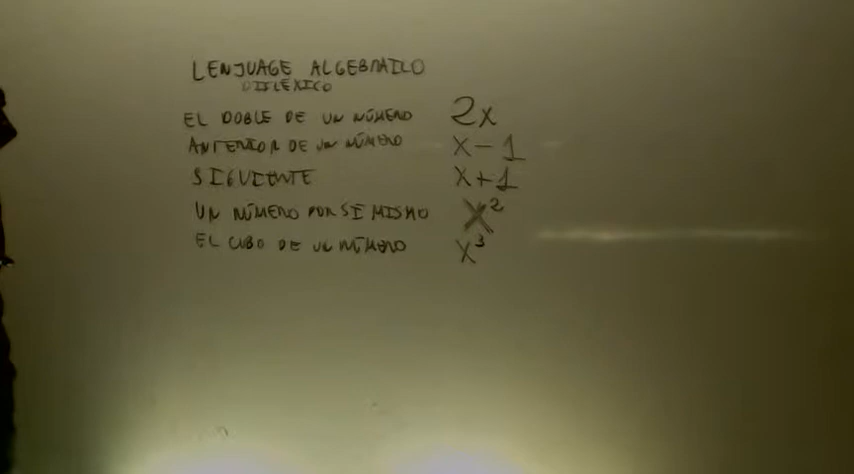 LENJUAGE ALGEBRAICO
DISLÉXICO
EL DOBLE DE UN NÚMERO 2x
ANTERIOR DE UN NÚMERO x-1
SIGUIENTE x+1
UN NÚMERO POR SI MISMO x²
EL CUBO DE UN NÚMERO x³